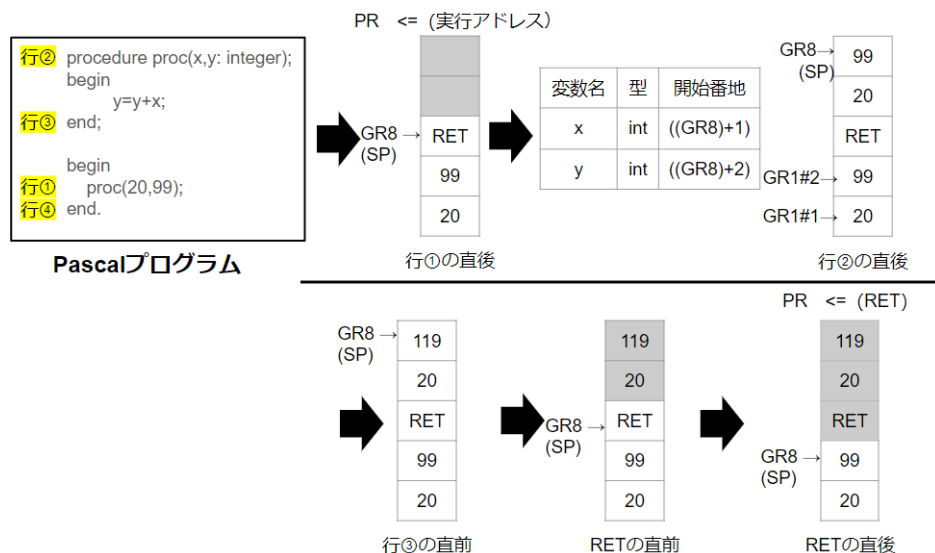 PR <= (実行アドレス)
行② procedure proc(x,y: integer);
begin
y=y+x;
行③ end;
begin
行① proc(20,99);
行④ end.
Pascalプログラム
GR8 →
(SP)
RET
99
20
行①の直後
変数名 型 開始番地
x int ((GR8)+1)
y int ((GR8)+2)
GR8→
(SP)
99
20
RET
GR1#2→ 99
GR1#1→ 20
行②の直後
GR8 →
(SP)
119
20
RET
99
20
行③の直前
119
20
GR8 →
(SP)
RET
99
20
RETの直前
PR <= (RET)
119
20
RET
GR8 →
(SP)
99
20
RETの直後